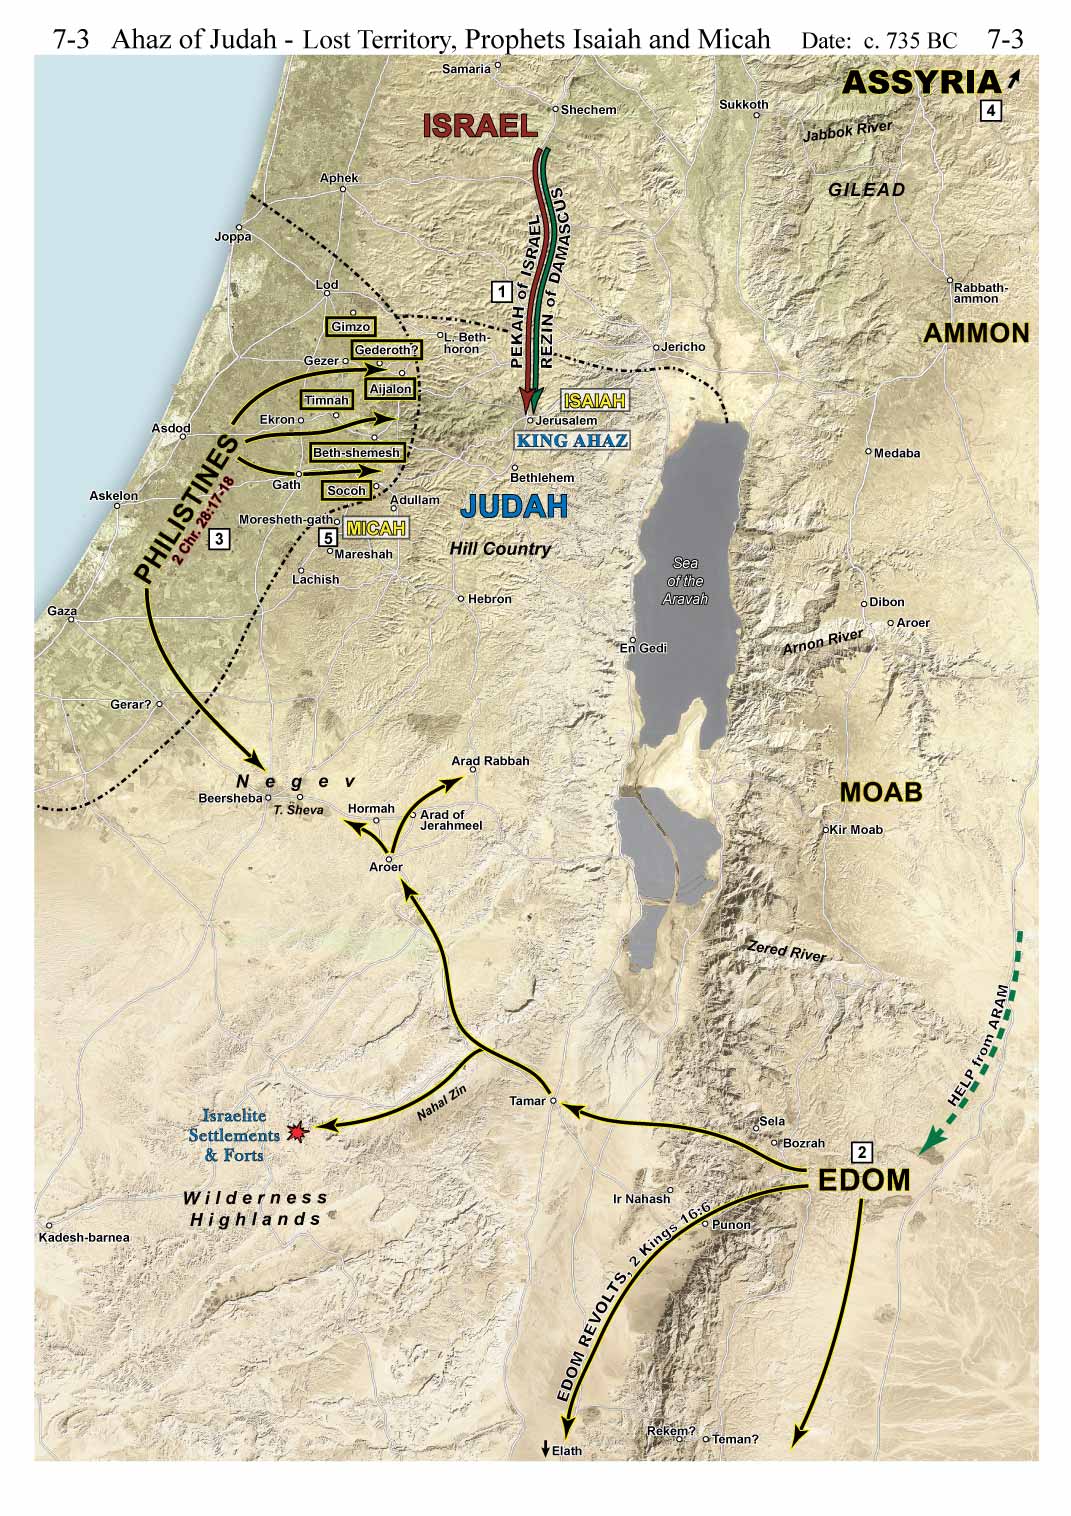 7-3 Ahaz of Judah - Lost Territory, Prophets Isaiah and Micah Date: c. 735 BC 7-3
Samaria
ASSYRIA
4
Shechem
Sukkoth
ISRAEL
Jabbok River
Aphek
GILEAD
PEKAH of ISRAEL
REZIN of DAMASCUS
Joppa
Lod
1
Rabbath-
ammon
Gimzo
AMMON
L. Beth-
horon
Jericho
Gederoth?
Gezer
Aijalon
Timnah
ISAIAH
Ekron
Jerusalem
Asdod
KING AHAZ
Beth-shemesh
Medaba
Gath
Bethlehem
Socoh
Askelon
Adullam
JUDAH
PHILISTINES
2 Chr. 28:17-18
Moresheth-gath
MICAH
3
5
Hill Country
Mareshah
Sea
of the
Aravah
Lachish
Hebron
Dibon
Gaza
Aroer
Arnon River
En Gedi
Gerar?
Arad Rabbah
Negev
MOAB
Beersheba
T. Sheva
Hormah
Arad of
Jerahmeel
Kir Moab
Aroer
Zered River
HELP from ARAM
Nahal Zin
Tamar
Israelite
Settlements
& Forts
Sela
Bozrah
2
EDOM
Wilderness
Highlands
Ir Nahash
Punon
Kadesh-barnea
EDOM REVOLTS, 2 Kings 16:6
Rekem?
Teman?
Elath